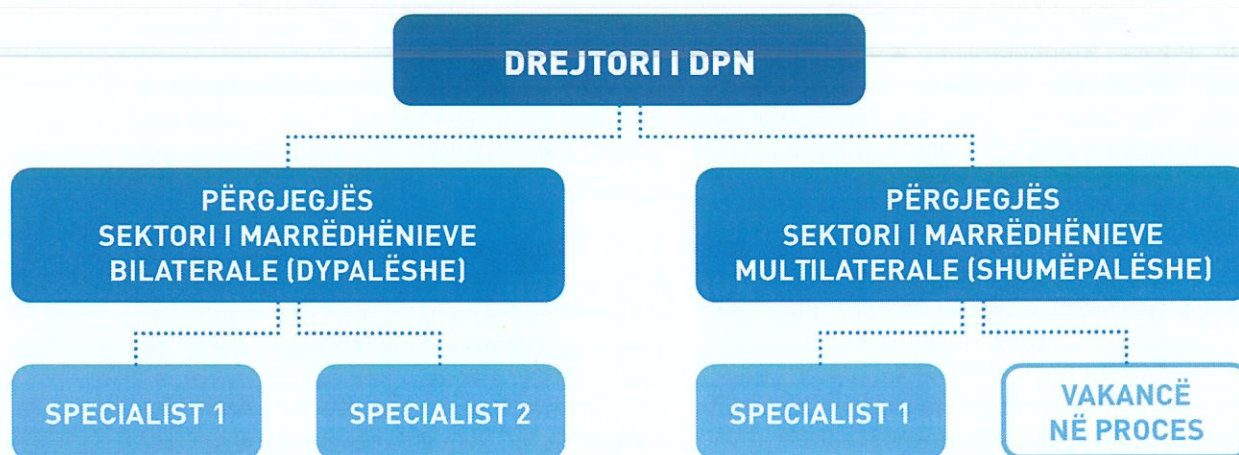 DREJTORI I DPN
PËRGJEGJËS
SEKTORI I MARRËDHËNIEVE
BILATERALE (DYPALËSHE)
PËRGJEGJËS
SEKTORI I MARRËDHËNIEVE
MULTILATERALE (SHUMËPALËSHE)
SPECIALIST 1
SPECIALIST 2
SPECIALIST 1
VAKANCË
NË PROCES